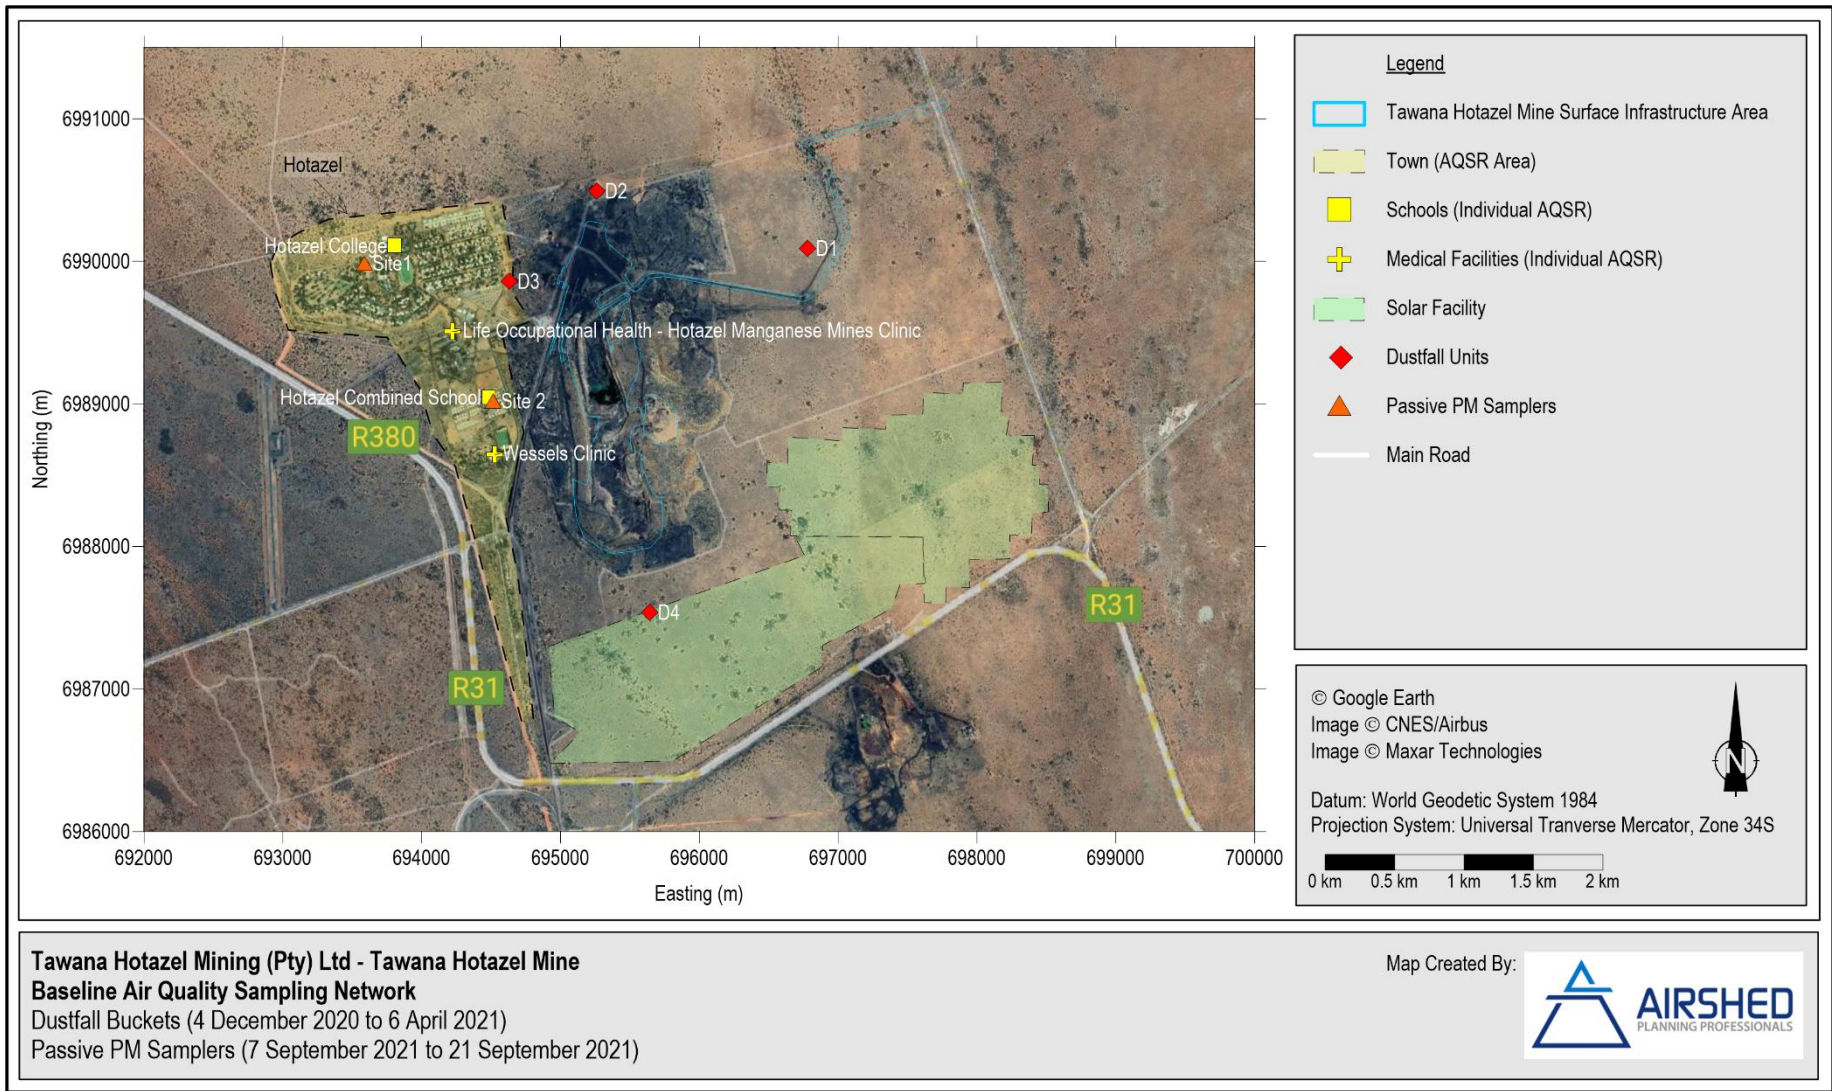 6991000
6990000
6989000
6988000
6987000
6986000
Northing (m)
692000
693000
694000
695000
696000
697000
698000
699000
700000
Easting (m)
Hotazel
D2
D1
Hotazel College
Site1
D3
Life Occupational Health - Hotazel Manganese Mines Clinic
Hotazel Combined School
Site 2
R380
Wessels Clinic
D4
R31
R31
Legend
Tawana Hotazel Mine Surface Infrastructure Area
Town (AQSR Area)
Schools (Individual AQSR)
Medical Facilities (Individual AQSR)
Solar Facility
Dustfall Units
Passive PM Samplers
Main Road
© Google Earth
Image © CNES/Airbus
Image © Maxar Technologies
N
Datum: World Geodetic System 1984
Projection System: Universal Tranverse Mercator, Zone 34S
0 km 0.5 km 1 km 1.5 km 2 km
Tawana Hotazel Mining (Pty) Ltd - Tawana Hotazel Mine
Baseline Air Quality Sampling Network
Dustfall Buckets (4 December 2020 to 6 April 2021)
Passive PM Samplers (7 September 2021 to 21 September 2021)
Map Created By:
AIRSHED
PLANNING PROFESSIONALS